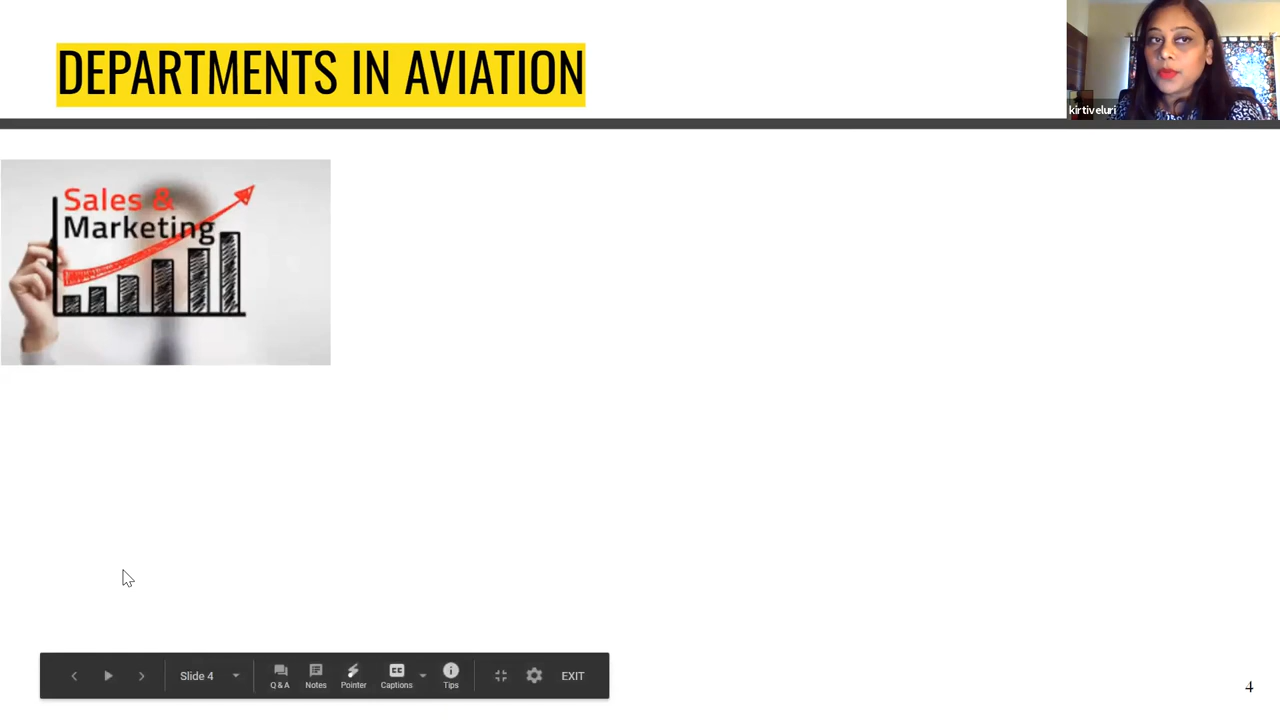 DEPARTMENTS IN AVIATION
kirtiveluri
Sales &
Marketing
Slide 4
Q & A
Notes
Pointer
Captions
Tips
EXIT
4